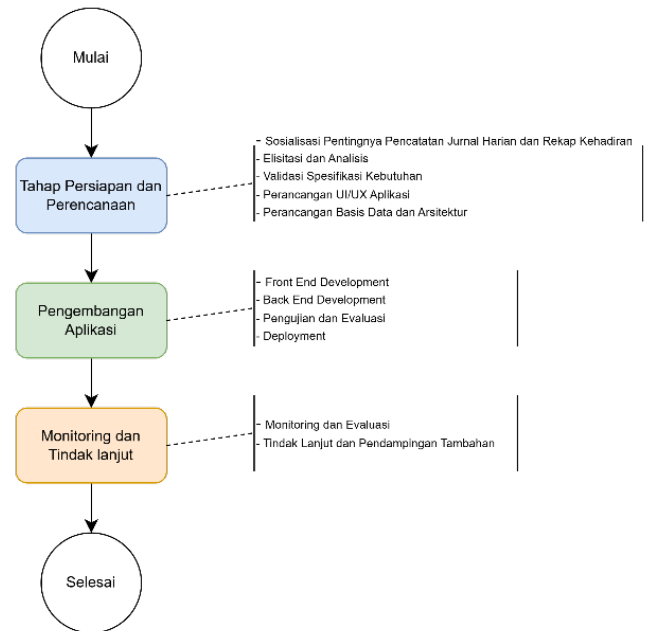 Mulai
Tahap Persiapan dan
Perencanaan
- Sosialisasi Pentingnya Pencatatan Jurnal Harian dan Rekap Kehadiran
- Elisitasi dan Analisis
- Validasi Spesifikasi Kebutuhan
- Perancangan UI/UX Aplikasi
- Perancangan Basis Data dan Arsitektur
Pengembangan
Aplikasi
- Front End Development
- Back End Development
- Pengujian dan Evaluasi
- Deployment
Monitoring dan
Tindak lanjut
- Monitoring dan Evaluasi
- Tindak Lanjut dan Pendampingan Tambahan
Selesai